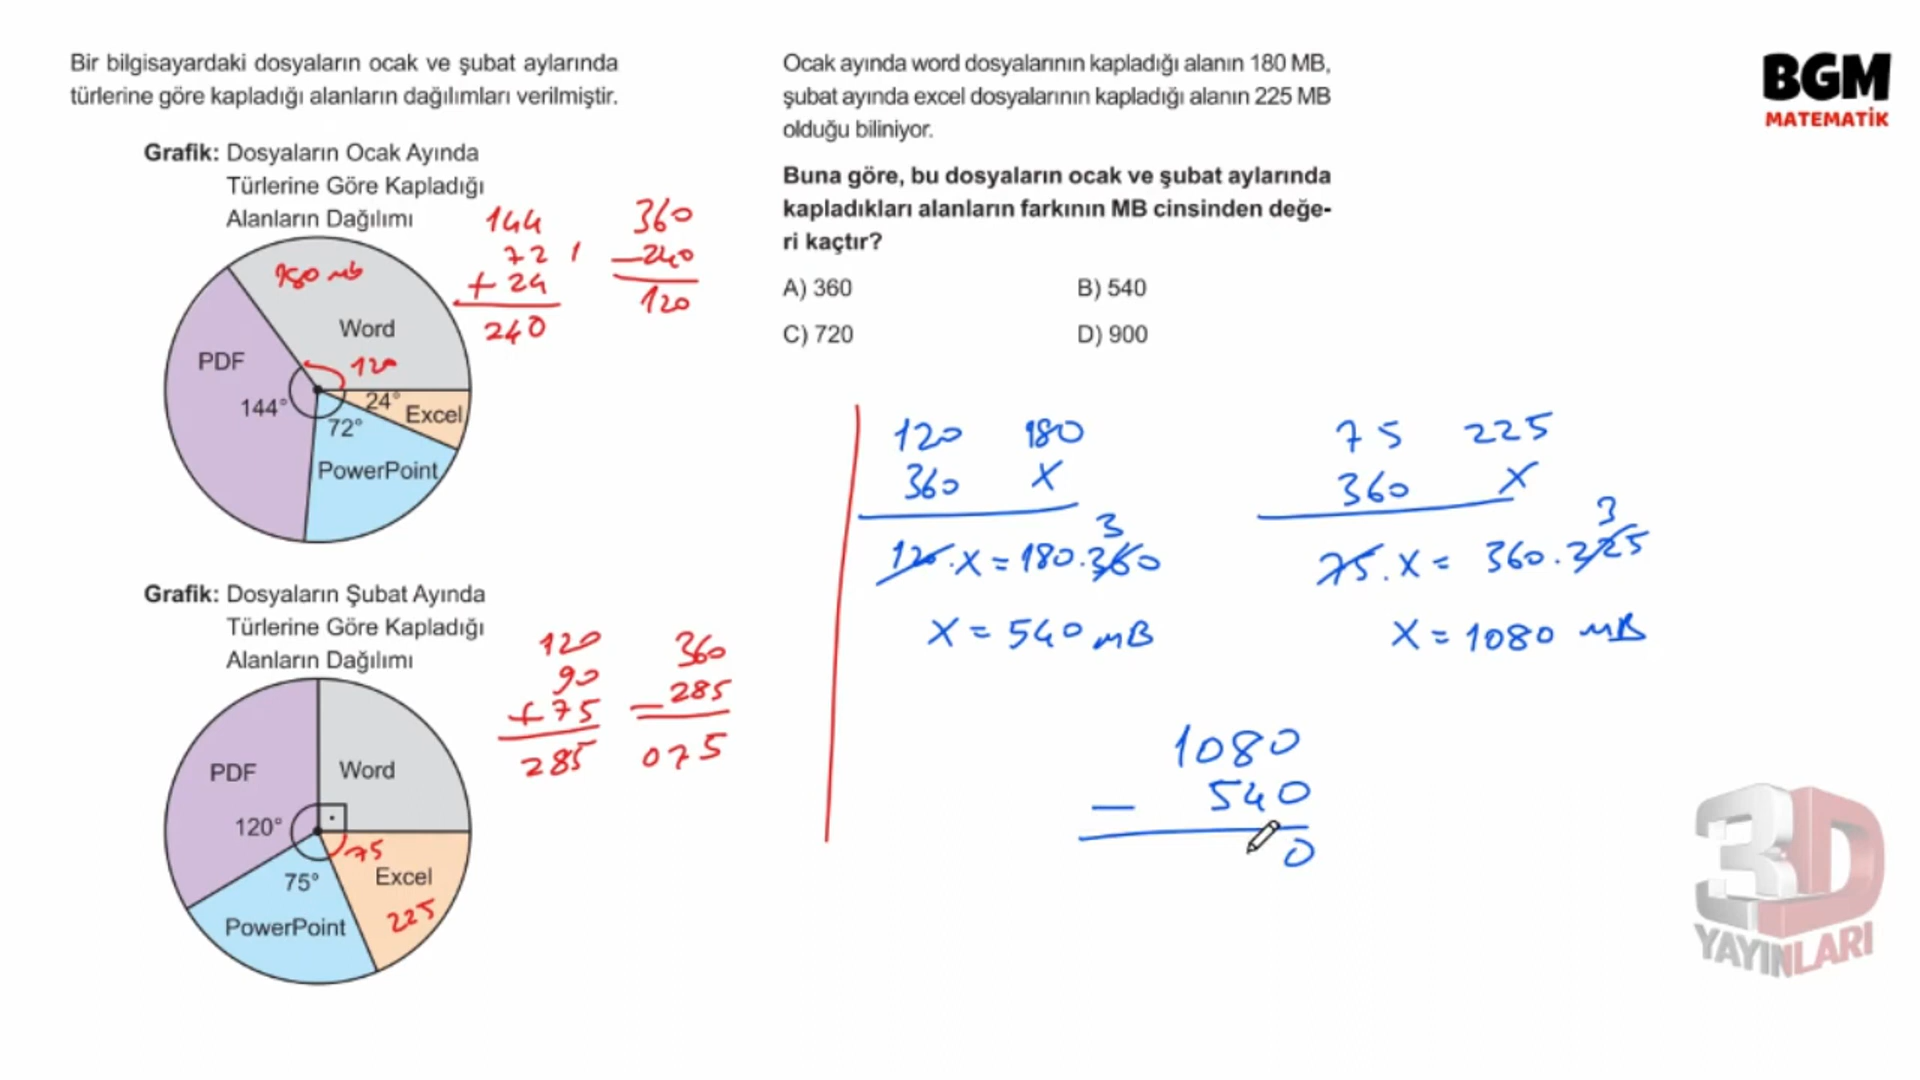 Bir bilgisayardaki dosyaların ocak ve şubat aylarında
türlerine göre kapladığı alanların dağılımları verilmiştir.
Grafik: Dosyaların Ocak Ayında
Türlerine Göre Kapladığı
Alanların Dağılımı
180 mb
Word
120
PDF
144°
24°
Excel
72°
PowerPoint
144
72
+ 24
240
360
-240
120
Grafik: Dosyaların Şubat Ayında
Türlerine Göre Kapladığı
Alanların Dağılımı
PDF
Word
120°
75
75°
Excel
225
PowerPoint
120
90
+75
285
360
-285
075
Ocak ayında word dosyalarının kapladığı alanın 180 MB,
şubat ayında excel dosyalarının kapladığı alanın 225 MB
olduğu biliniyor.
Buna göre, bu dosyaların ocak ve şubat aylarında
kapladıkları alanların farkının MB cinsinden değe-
ri kaçtır?
A) 360 B) 540
C) 720 D) 900
120 180
360 X
3
120.X=180.360
X=540 mB
75 225
360 X
3
75.X= 360.225
X=1080 mB
1080
- 540
0
BGM
MATEMATİK
3D
YAYINLARI